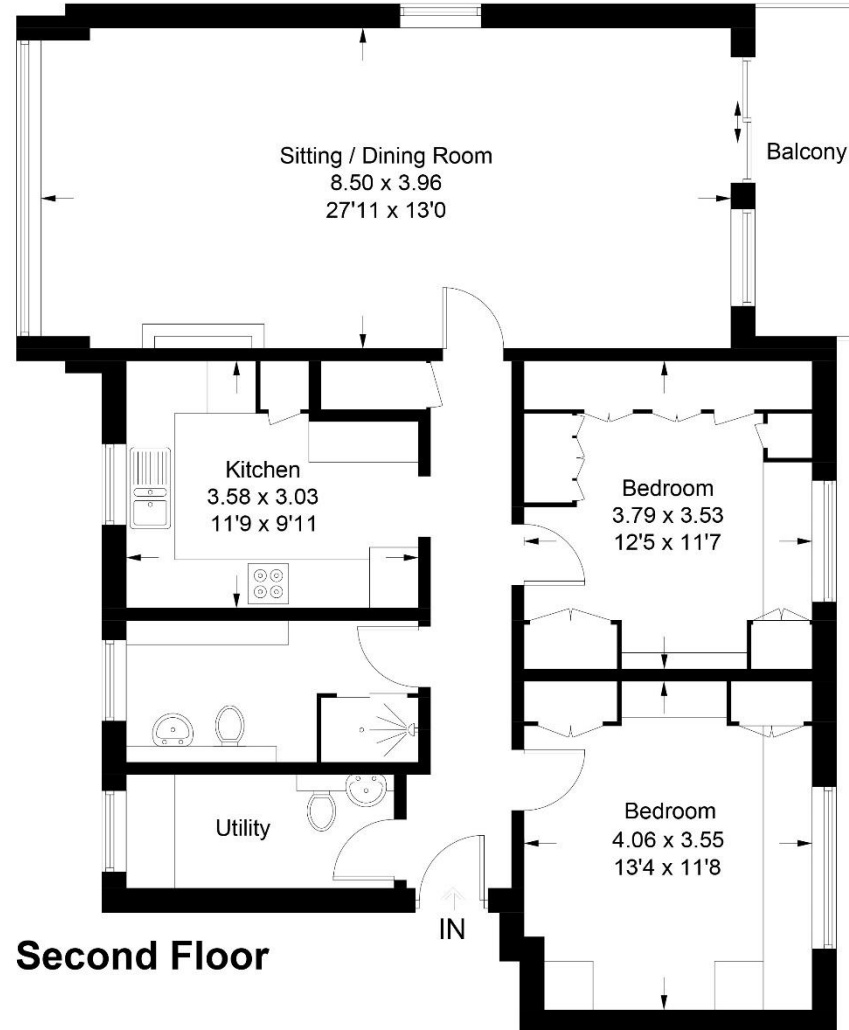 Sitting / Dining Room
8.50 x 3.96
27'11 x 13'0
Balcony
Kitchen
3.58 x 3.03
11'9 x 9'11
Bedroom
3.79 x 3.53
12'5 x 11'7
Utility
Bedroom
4.06 x 3.55
13'4 x 11'8
IN
Second Floor